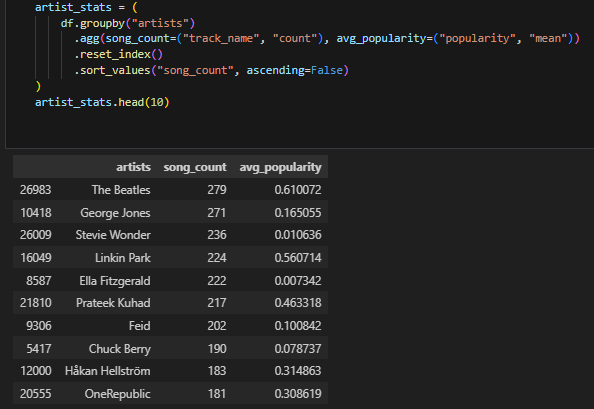 artist_stats = (
    df.groupby("artists")
      .agg(song_count=("track_name", "count"), avg_popularity=("popularity", "mean"))
      .reset_index()
      .sort_values("song_count", ascending=False)
)
artist_stats.head(10)
artists song_count avg_popularity
26983 The Beatles 279 0.610072
10418 George Jones 271 0.165055
26009 Stevie Wonder 236 0.010636
16049 Linkin Park 224 0.560714
8587 Ella Fitzgerald 222 0.007342
21810 Prateek Kuhad 217 0.463318
9306 Feid 202 0.100842
5417 Chuck Berry 190 0.078737
12000 Håkan Hellström 183 0.314863
20555 OneRepublic 181 0.308619